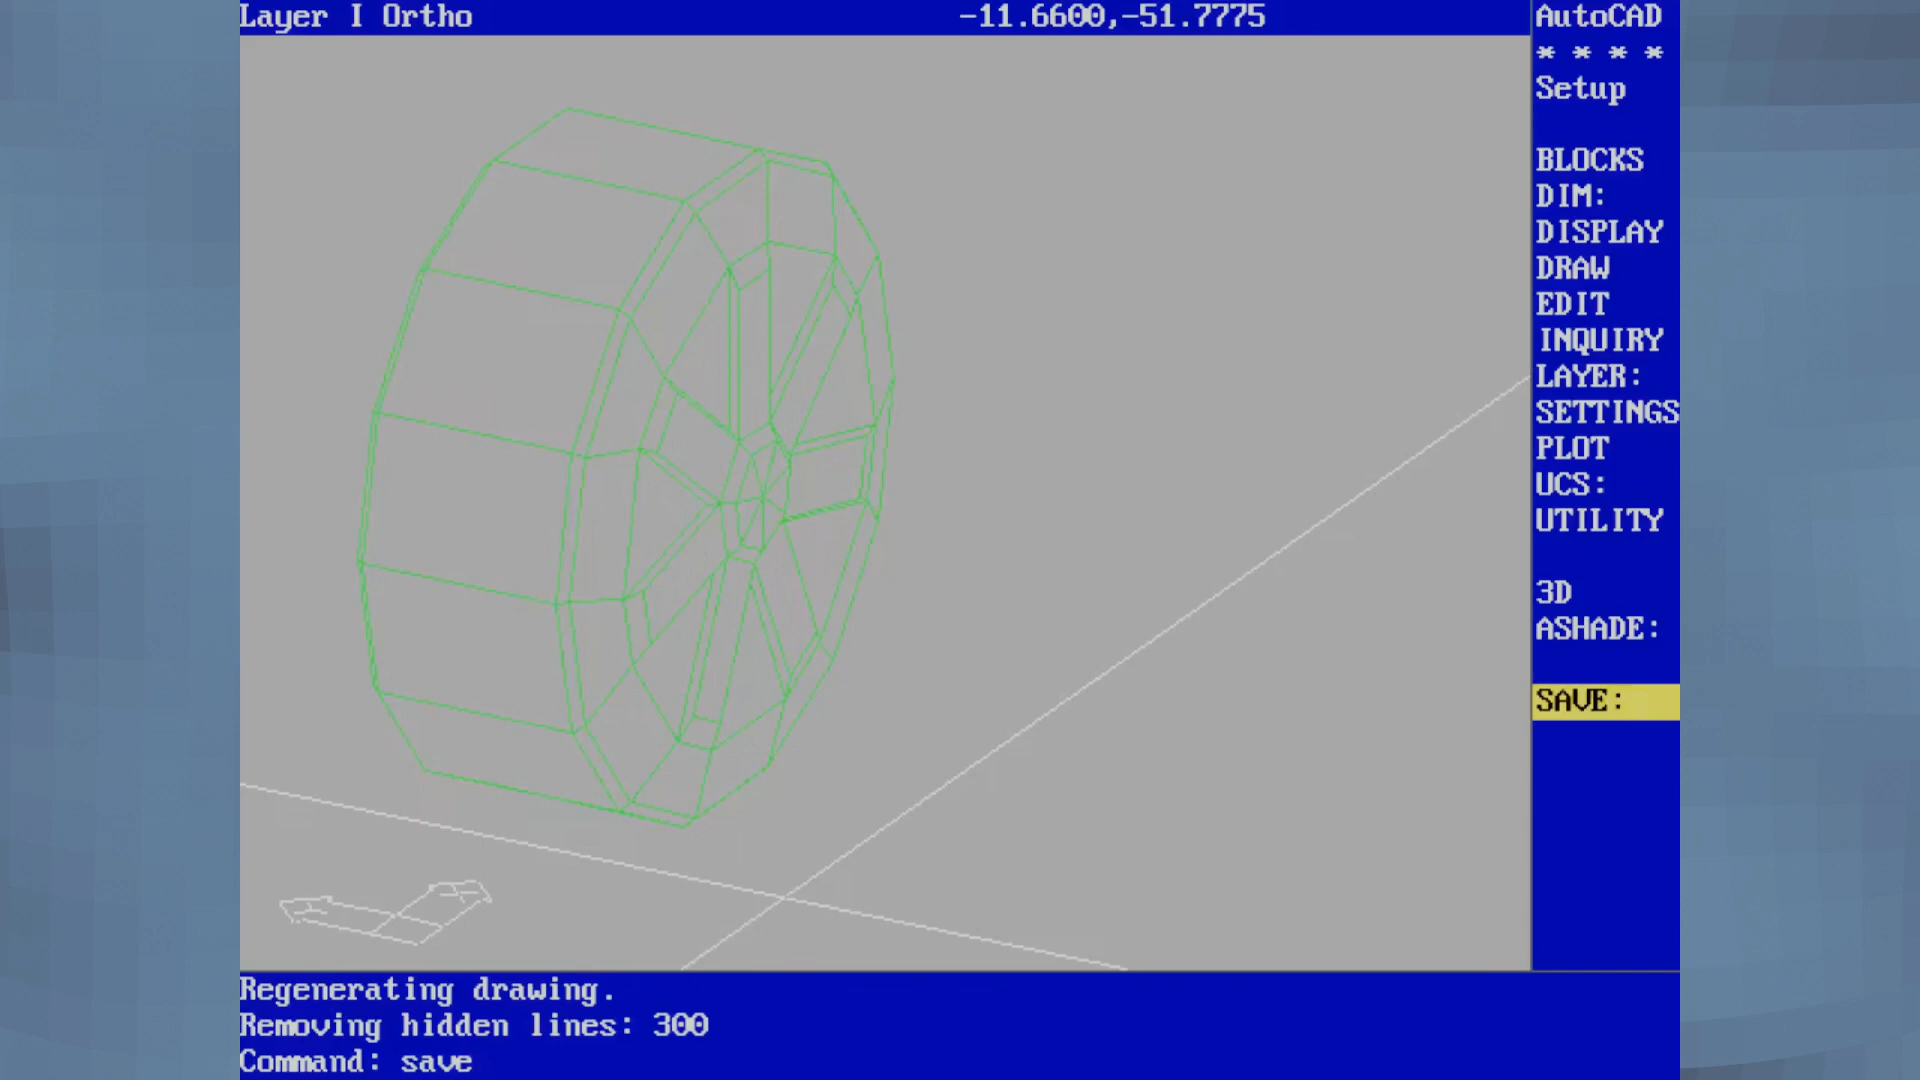 Layer I Ortho
-11.6600,-51.7775
AutoCAD
* * * *
Setup
BLOCKS
DIM:
DISPLAY
DRAW
EDIT
INQUIRY
LAYER:
SETTINGS
PLOT
UCS:
UTILITY
3D
ASHADE:
SAVE:
Regenerating drawing.
Removing hidden lines: 300
Command: save